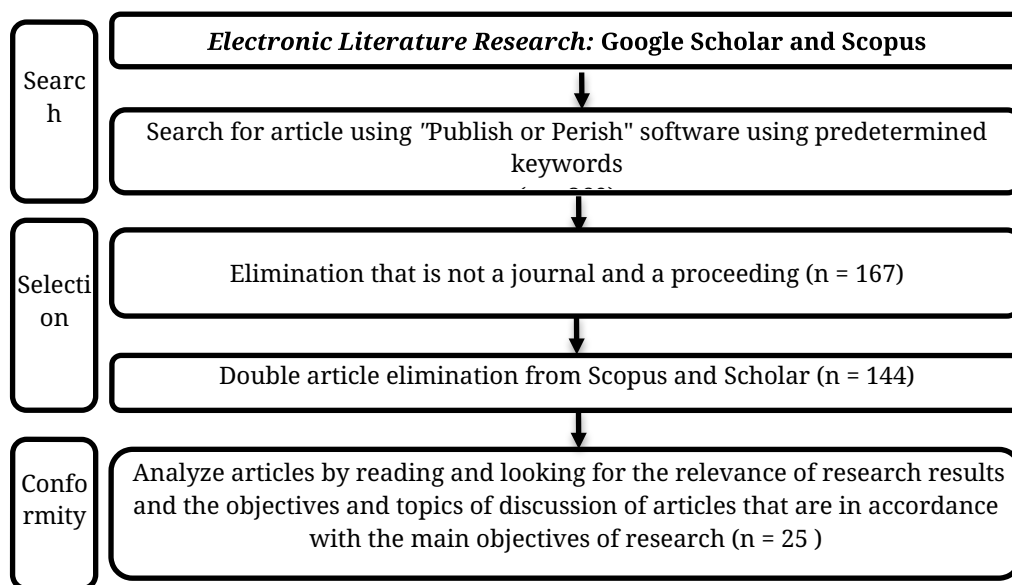 Searc
h
Electronic Literature Research: Google Scholar and Scopus
Search for article using "Publish or Perish" software using predetermined
keywords
Selecti
on
Elimination that is not a journal and a proceeding (n = 167)
Double article elimination from Scopus and Scholar (n = 144)
Confo
rmity
Analyze articles by reading and looking for the relevance of research results
and the objectives and topics of discussion of articles that are in accordance
with the main objectives of research (n = 25 )